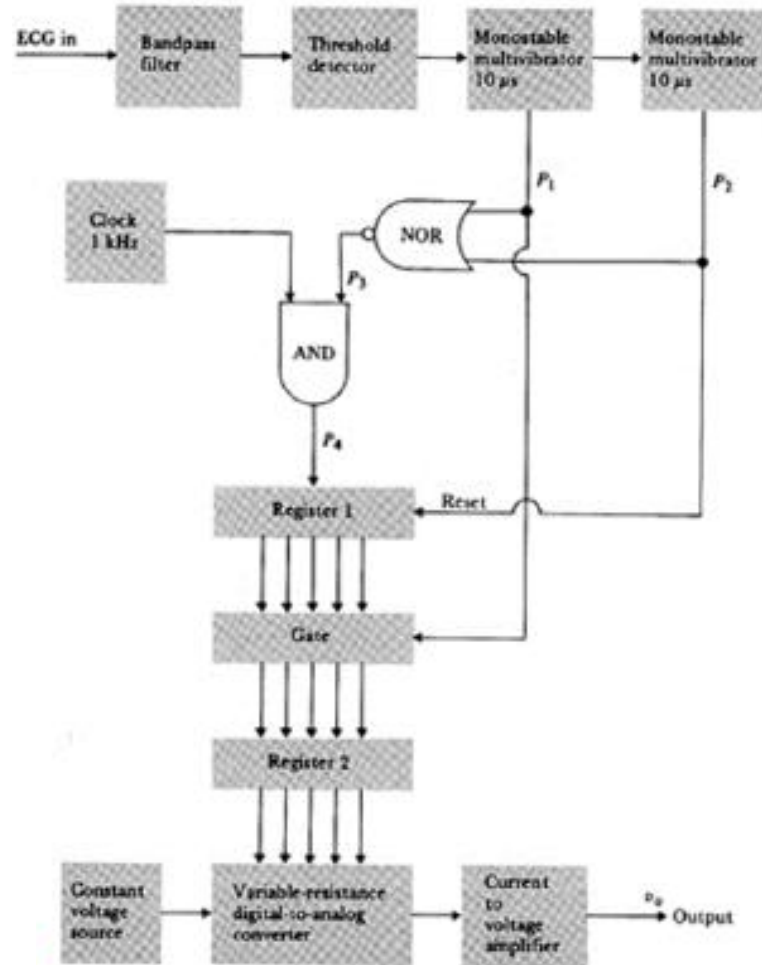 ECG in
Bandpass
filter
Threshold
detector
Monostable
multivibrator
10 μs
Monostable
multivibrator
10 μs
P1
P2
Clock
1 kHz
NOR
P3
AND
P4
Register 1
Reset
Gate
Register 2
Constant
voltage
source
Variable-resistance
digital-to-analog
converter
Current
to
voltage
amplifier
Output